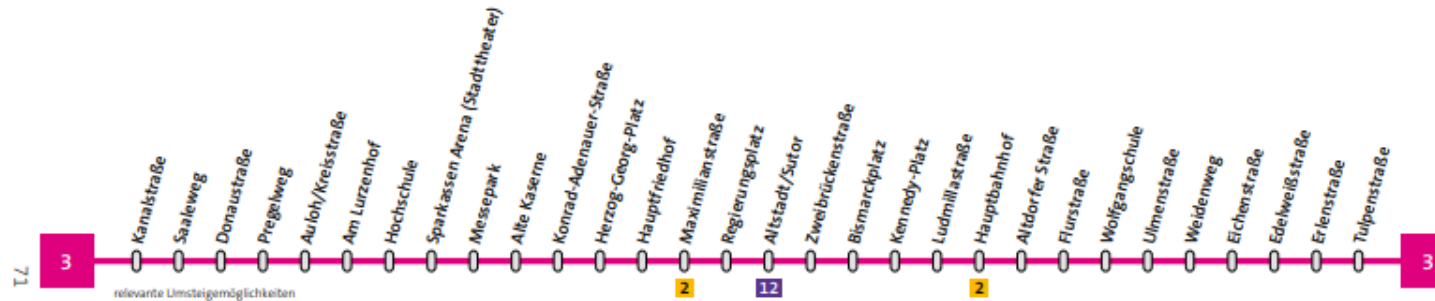 Kanalstraße
Saaleweg
Donaustraße
Pregelweg
Auloh/Kreisstraße
Am Lurzenhof
Hochschule
Sparkassen Arena (Stadttheater)
Messepark
Alte Kaserne
Konrad-Adenauer-Straße
Herzog-Georg-Platz
Hauptfriedhof
Maximilianstraße
Regierungsplatz
Altstadt/Sutor
Zweibrückenstraße
Bismarckplatz
Kennedy-Platz
Ludmillastraße
Hauptbahnhof
Altdorfer Straße
Flurstraße
Wolfgangschule
Ulmenstraße
Weidenweg
Eichenstraße
Edelweißstraße
Erlenstraße
Tulpenstraße
3
3
71
relevante Umsteigemöglichkeiten
2
12
2